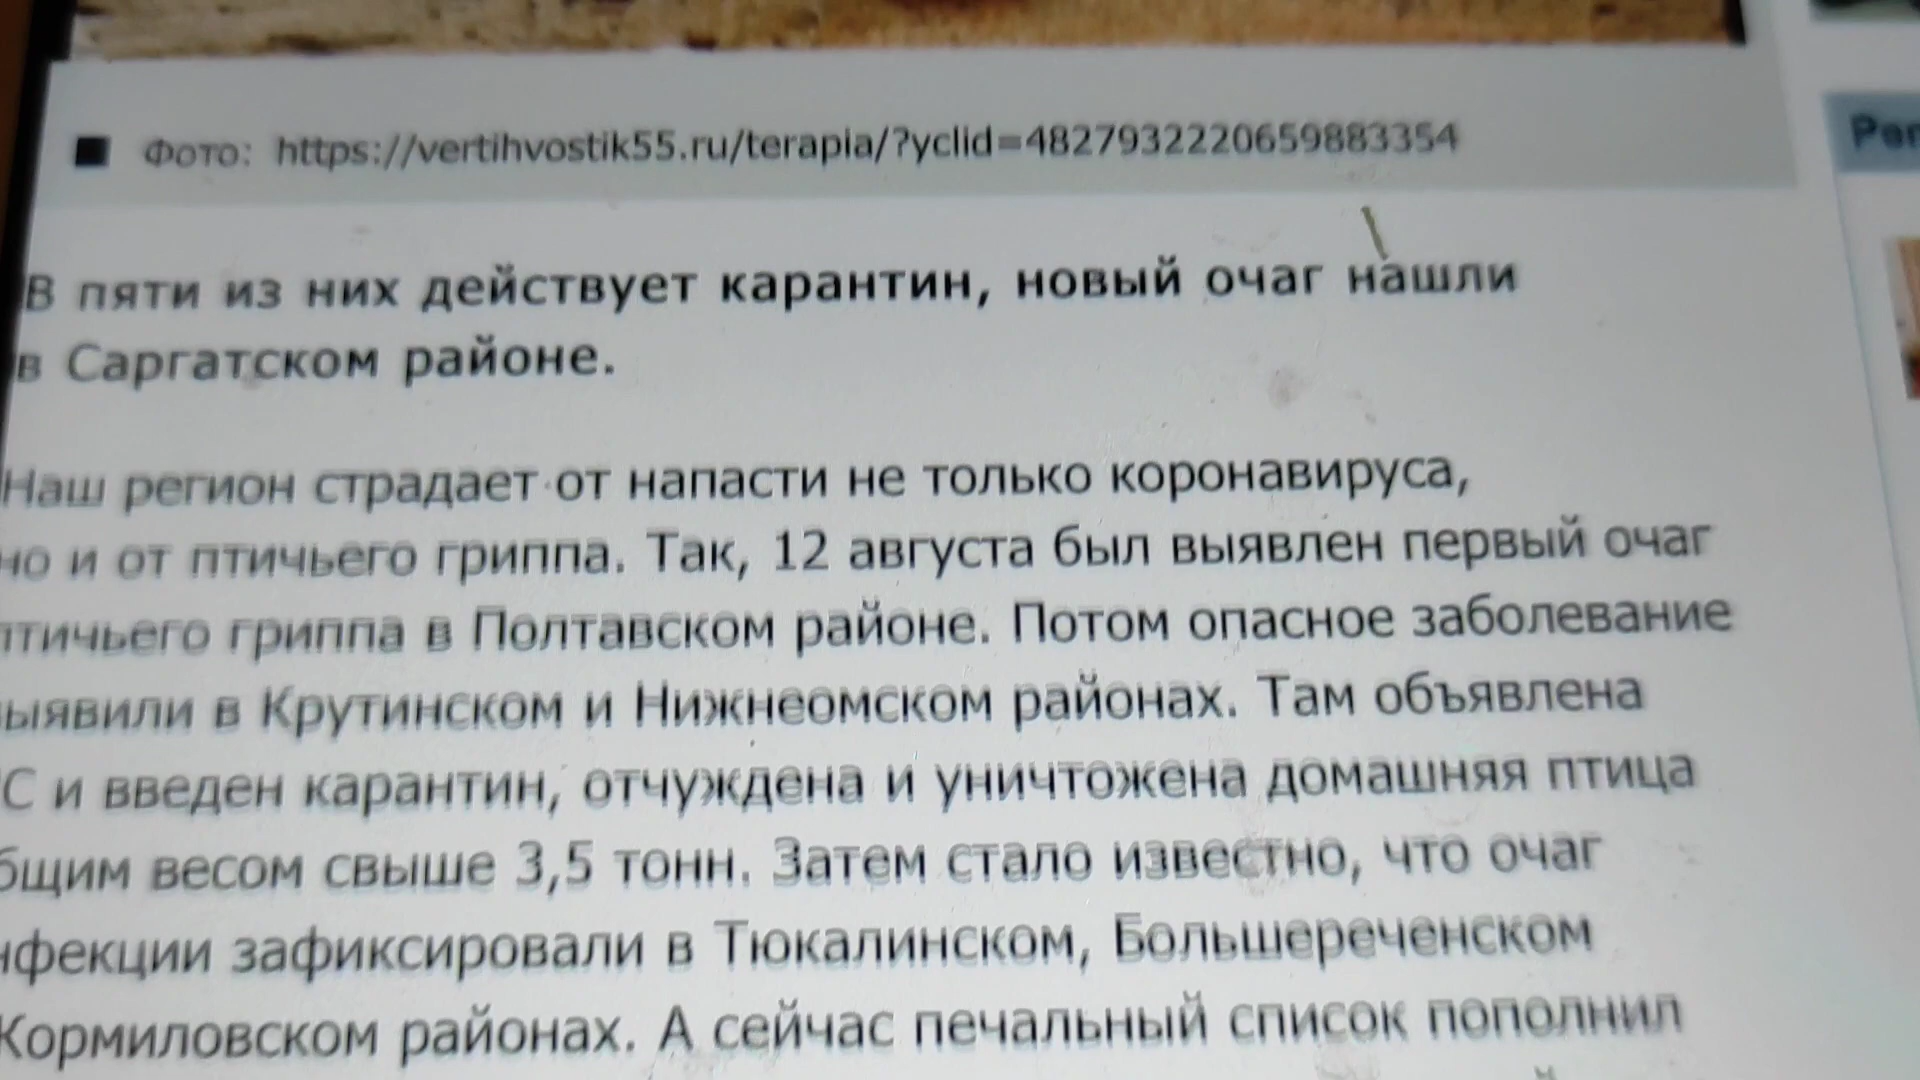 Фото: https://vertihvostik55.ru/terapia/?yclid=4827932220659883354
В пяти из них действует карантин, новый очаг нашли
в Саргатском районе.
Наш регион страдает от напасти не только коронавируса,
но и от птичьего гриппа. Так, 12 августа был выявлен первый очаг
птичьего гриппа в Полтавском районе. Потом опасное заболевание
выявили в Крутинском и Нижнеомском районах. Там объявлена
ЧС и введен карантин, отчуждена и уничтожена домашняя птица
общим весом свыше 3,5 тонн. Затем стало известно, что очаг
инфекции зафиксировали в Тюкалинском, Большереченском
Кормиловском районах. А сейчас печальный список пополнил